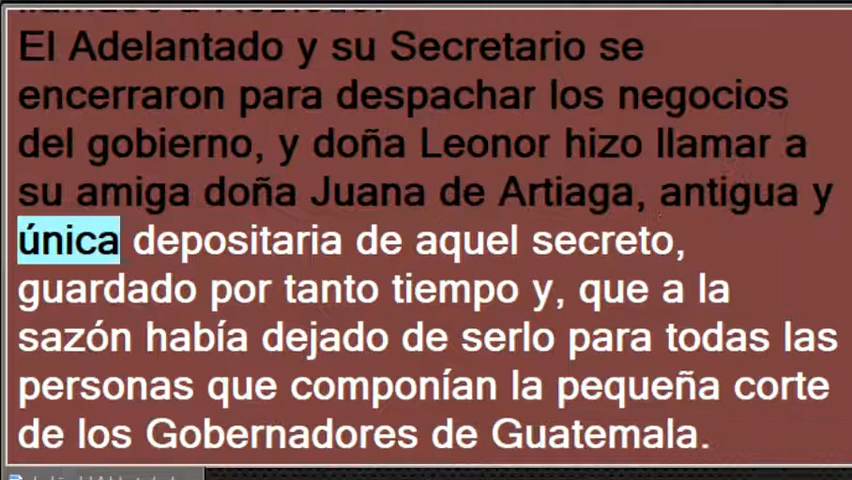 El Adelantado y su Secretario se
encerraron para despachar los negocios
del gobierno, y doña Leonor hizo llamar a
su amiga doña Juana de Artiaga, antigua y
única depositaria de aquel secreto,
guardado por tanto tiempo y, que a la
sazón había dejado de serlo para todas las
personas que componían la pequeña corte
de los Gobernadores de Guatemala.